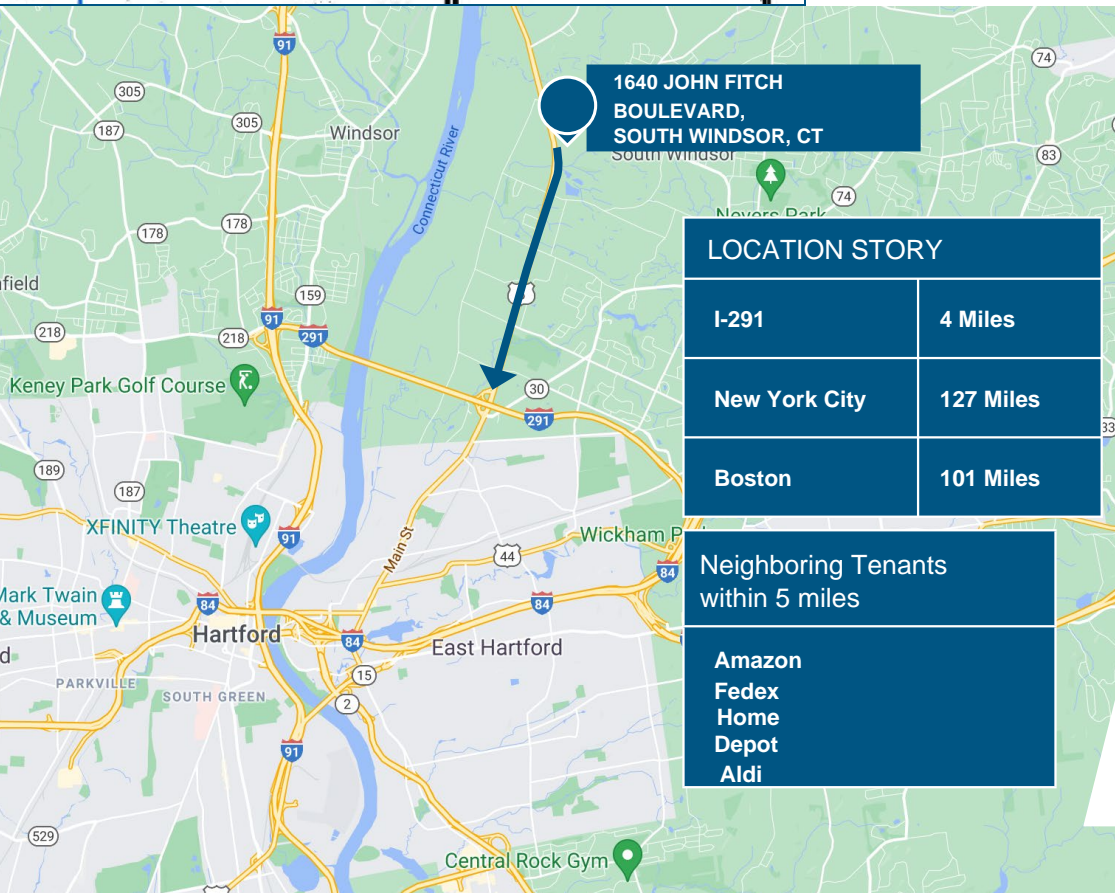 91
74
305
1640 JOHN FITCH
BOULEVARD,
SOUTH WINDSOR, CT
305
187
Windsor
Connecticut River
South Windsor
83
74
Nevers Park
178
178
LOCATION STORY
I-291 4 Miles
New York City 127 Miles
Boston 101 Miles
field
159
91
218
218
291
Keney Park Golf Course
30
291
189
187
XFINITY Theatre
91
Main St
44
Wickham P
84
Neighboring Tenants
within 5 miles
Amazon
Fedex
Home
Depot
Aldi
Mark Twain
& Museum
84
84
Hartford
84
East Hartford
d
15
PARKVILLE
SOUTH GREEN
2
91
529
Central Rock Gym